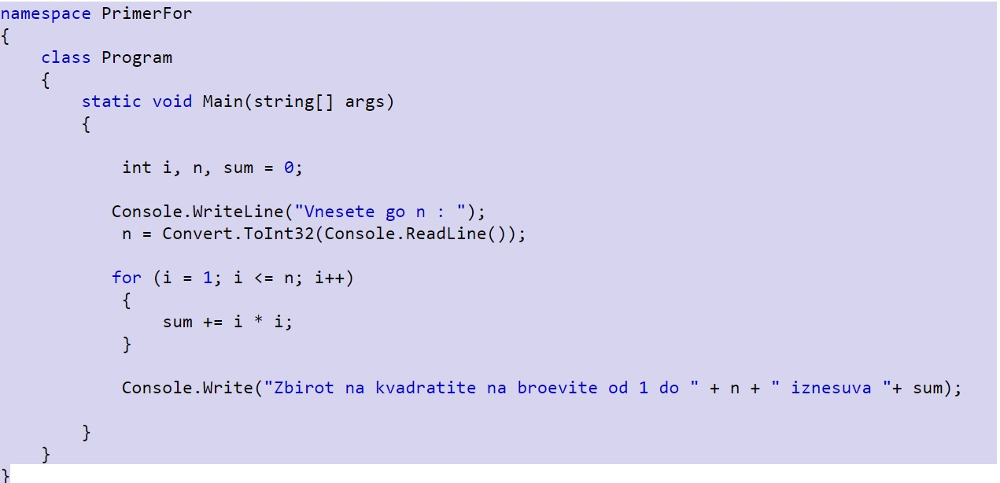 namespace PrimerFor
{
    class Program
    {
        static void Main(string[] args)
        {

            int i, n, sum = 0;

           Console.WriteLine("Vnesete go n : ");
            n = Convert.ToInt32(Console.ReadLine());

           for (i = 1; i <= n; i++)
            {
                sum += i * i;
            }

            Console.Write("Zbirot na kvadratite na broevite od 1 do " + n + " iznesuva "+ sum);

        }
    }
}